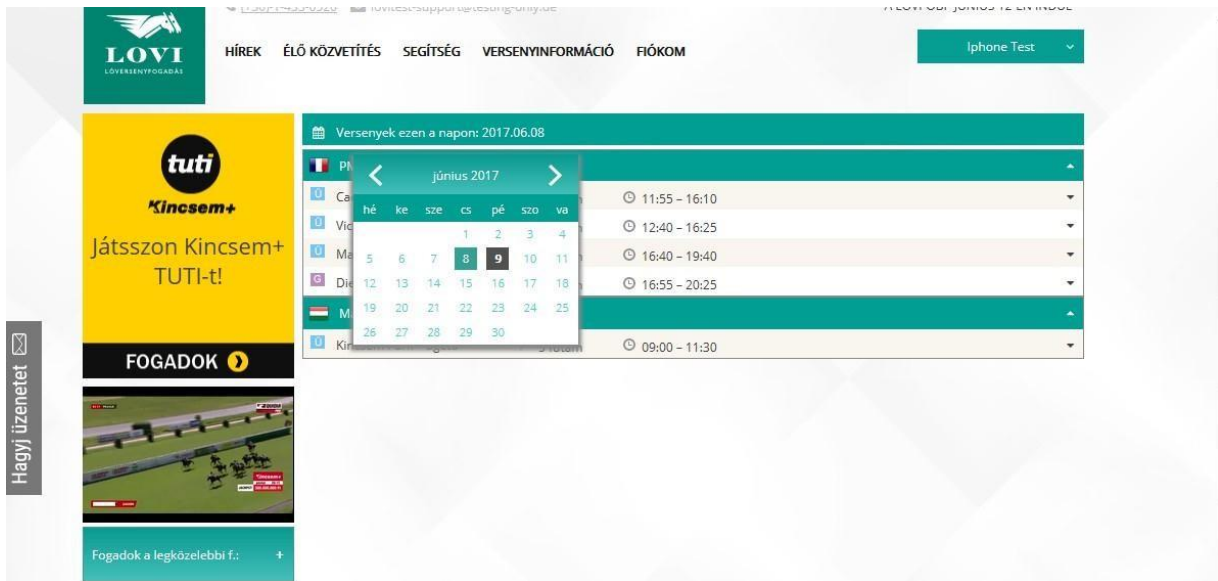 LOVI
LÓVERSENYFOGADÁS
HÍREK ÉLŐ KÖZVETÍTÉS SEGÍTSÉG VERSENYINFORMÁCIÓ FIÓKOM
Iphone Test
tuti
Kincsem+
Játsszon Kincsem+
TUTI-t!
FOGADOK
Fogadok a legközelebbi f.: +
Versenyek ezen a napon: 2017.06.08
június 2017
hé ke sze cs pé szo va
1 2 3 4
5 6 7 8 9 10 11
12 13 14 15 16 17 18
19 20 21 22 23 24 25
26 27 28 29 30
Ú 11:55 – 16:10
Ú 12:40 – 16:25
Ú 16:40 – 19:40
G 16:55 – 20:25
Ú 09:00 – 11:30
Hagyj üzenetet